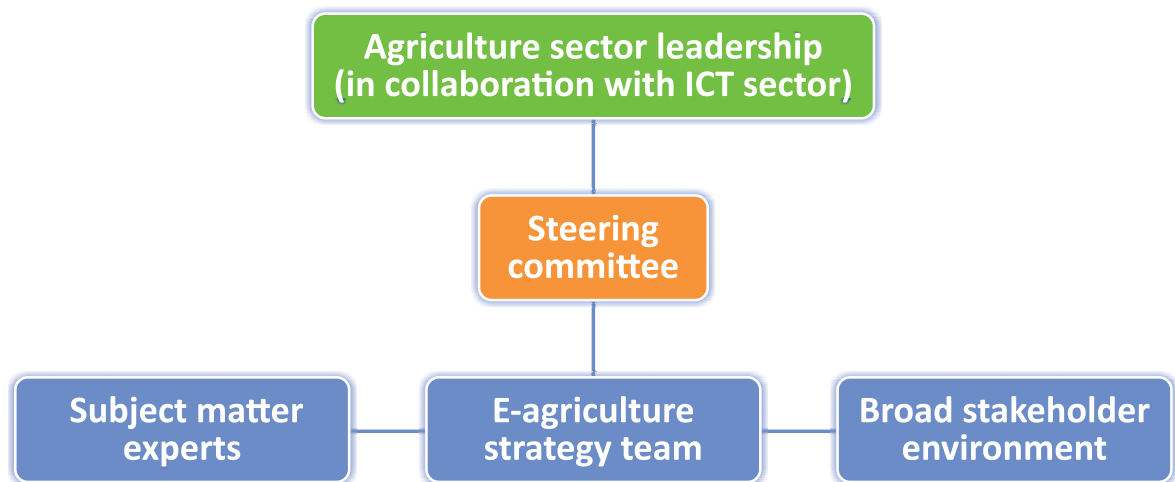 Agriculture sector leadership
(in collaboration with ICT sector)
Steering
committee
Subject matter
experts
E-agriculture
strategy team
Broad stakeholder
environment